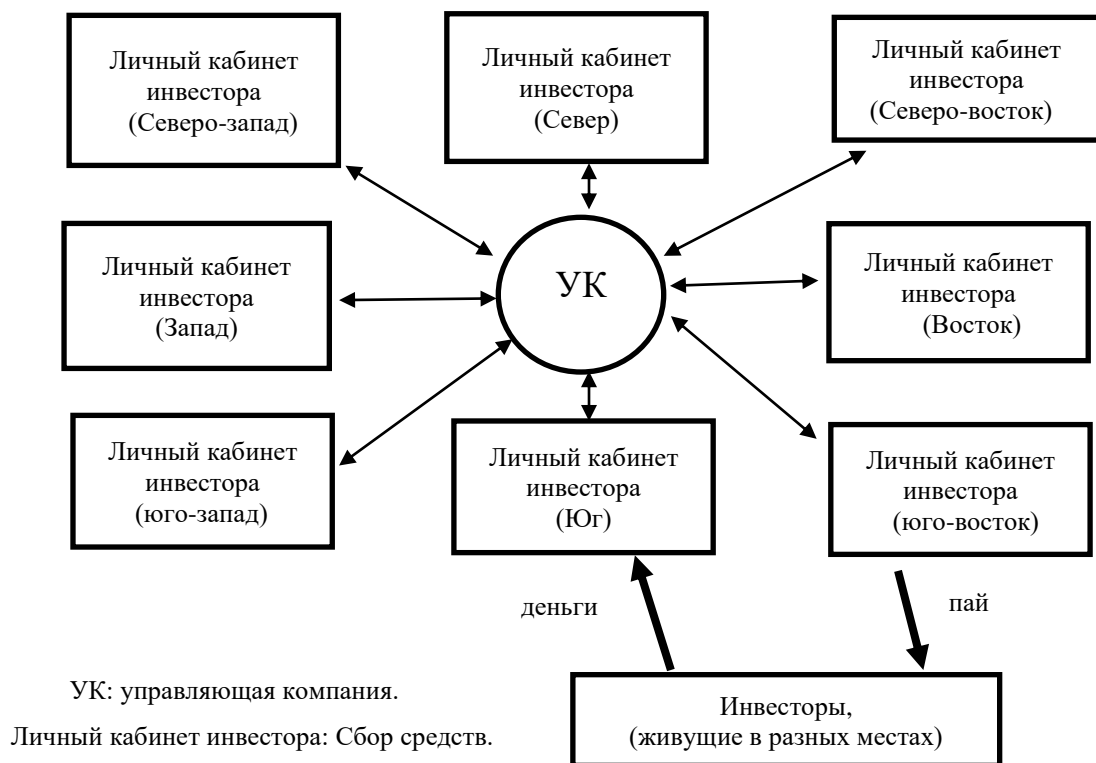 Личный кабинет
инвестора
(Северо-запад)
Личный кабинет
инвестора
(Север)
Личный кабинет
инвестора
(Северо-восток)
Личный кабинет
инвестора
(Запад)
УК
Личный кабинет
инвестора
(Восток)
Личный кабинет
инвестора
(юго-запад)
Личный кабинет
инвестора
(Юг)
Личный кабинет
инвестора
(юго-восток)
деньги
пай
УК: управляющая компания.
Личный кабинет инвестора: Сбор средств.
Инвесторы,
(живущие в разных местах)